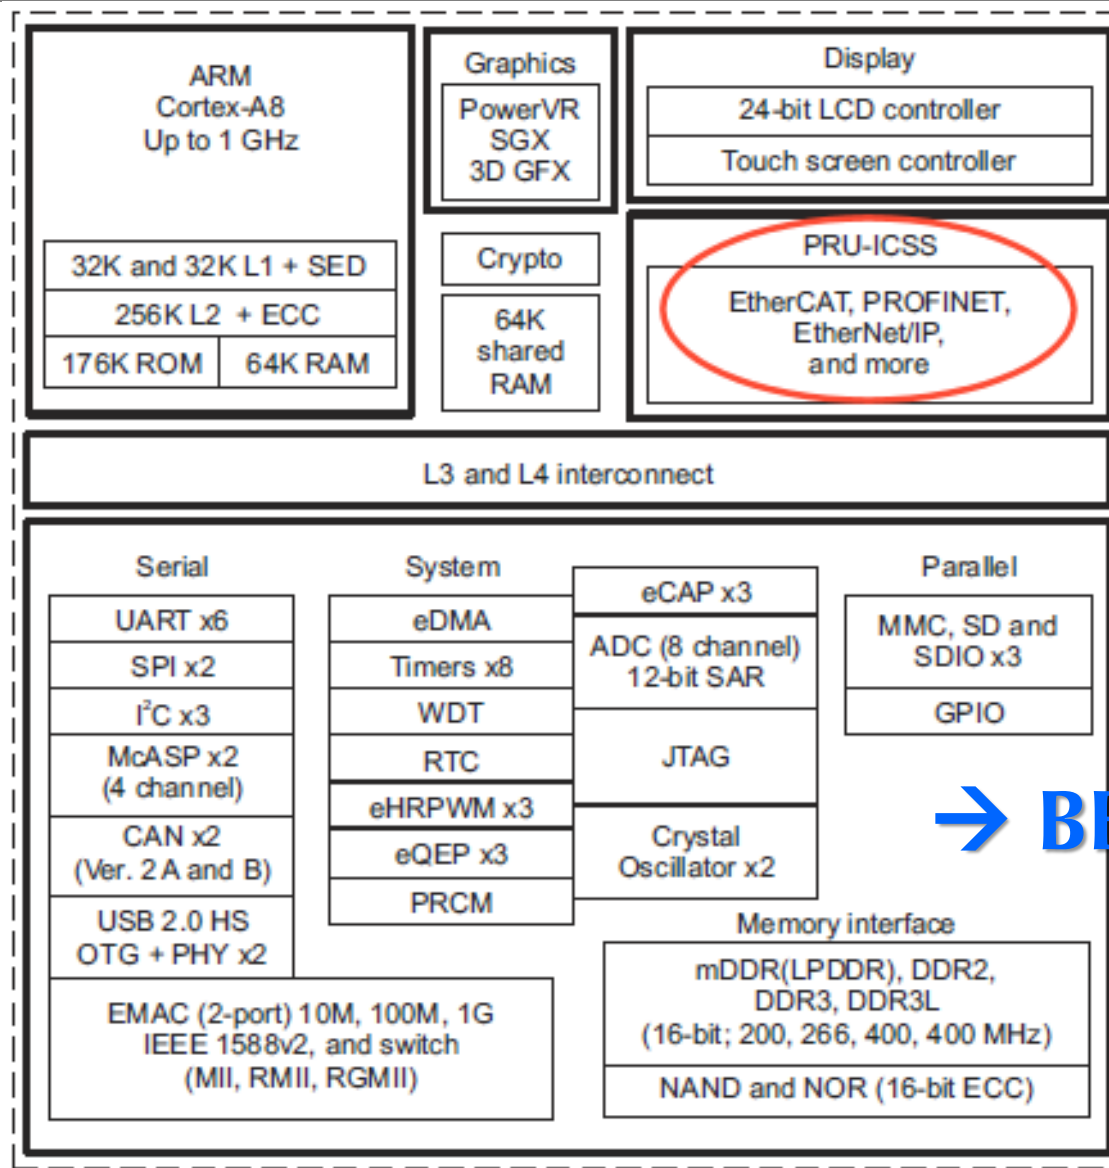 ARM
Cortex-A8
Up to 1 GHz
32K and 32K L1 + SED
256K L2 + ECC
176K ROM
64K RAM
Graphics
PowerVR
SGX
3D GFX
Crypto
64K
shared
RAM
Display
24-bit LCD controller
Touch screen controller
PRU-ICSS
EtherCAT, PROFINET,
EtherNet/IP,
and more
L3 and L4 interconnect
Serial
UART x6
SPI x2
I²C x3
McASP x2
(4 channel)
CAN x2
(Ver. 2 A and B)
USB 2.0 HS
OTG + PHY x2
EMAC (2-port) 10M, 100M, 1G
IEEE 1588v2, and switch
(MII, RMII, RGMII)
System
eDMA
Timers x8
WDT
RTC
eHRPWM x3
eQEP x3
PRCM
eCAP x3
ADC (8 channel)
12-bit SAR
JTAG
Crystal
Oscillator x2
Parallel
MMC, SD and
SDIO x3
GPIO
→
Memory interface
mDDR(LPDDR), DDR2,
DDR3, DDR3L
(16-bit; 200, 266, 400, 400 MHz)
NAND and NOR (16-bit ECC)